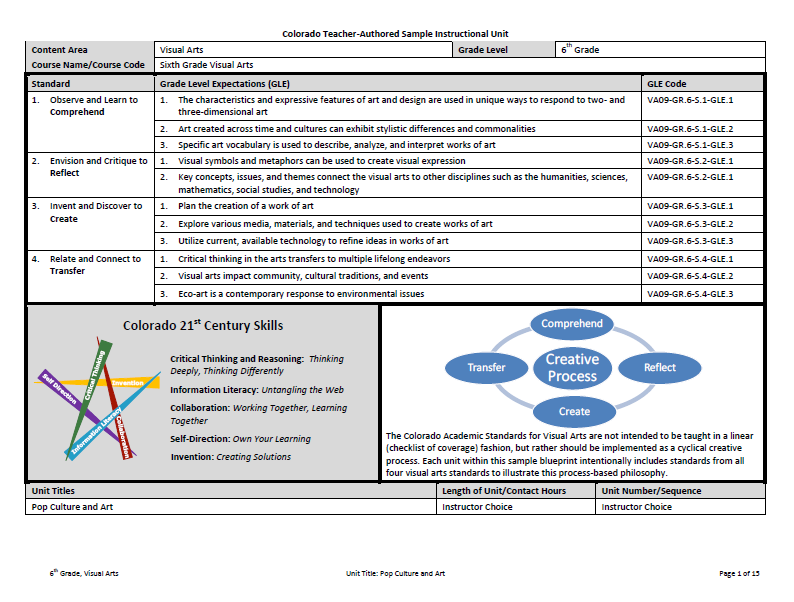 Colorado Teacher-Authored Sample Instructional Unit
Content Area Visual Arts Grade Level 6th Grade
Course Name/Course Code Sixth Grade Visual Arts
Standard Grade Level Expectations (GLE) GLE Code
1. Observe and Learn to Comprehend
1. The characteristics and expressive features of art and design are used in unique ways to respond to two- and
three-dimensional art
VA09-GR.6-S.1-GLE.1
2. Art created across time and cultures can exhibit stylistic differences and commonalities VA09-GR.6-S.1-GLE.2
3. Specific art vocabulary is used to describe, analyze, and interpret works of art VA09-GR.6-S.1-GLE.3
2. Envision and Critique to Reflect
1. Visual symbols and metaphors can be used to create visual expression VA09-GR.6-S.2-GLE.1
2. Key concepts, issues, and themes connect the visual arts to other disciplines such as the humanities, sciences,
mathematics, social studies, and technology
VA09-GR.6-S.2-GLE.1
3. Invent and Discover to Create
1. Plan the creation of a work of art VA09-GR.6-S.3-GLE.1
2. Explore various media, materials, and techniques used to create works of art VA09-GR.6-S.3-GLE.2
3. Utilize current, available technology to refine ideas in works of art VA09-GR.6-S.3-GLE.3
4. Relate and Connect to Transfer
1. Critical thinking in the arts transfers to multiple lifelong endeavors VA09-GR.6-S.4-GLE.1
2. Visual arts impact community, cultural traditions, and events VA09-GR.6-S.4-GLE.2
3. Eco-art is a contemporary response to environmental issues VA09-GR.6-S.4-GLE.3
Colorado 21st Century Skills
Critical Thinking
Self Direction
Invention
Information Literacy
Collaboration
Critical Thinking and Reasoning: Thinking
Deeply, Thinking Differently
Information Literacy: Untangling the Web
Collaboration: Working Together, Learning
Together
Self-Direction: Own Your Learning
Invention: Creating Solutions
Comprehend
Transfer
Creative
Process
Reflect
Create
The Colorado Academic Standards for Visual Arts are not intended to be taught in a linear
(checklist of coverage) fashion, but rather should be implemented as a cyclical creative
process. Each unit within this sample blueprint intentionally includes standards from all
four visual arts standards to illustrate this process-based philosophy.
Unit Titles Length of Unit/Contact Hours Unit Number/Sequence
Pop Culture and Art Instructor Choice Instructor Choice
6th Grade, Visual Arts Unit Title: Pop Culture and Art Page 1 of 15